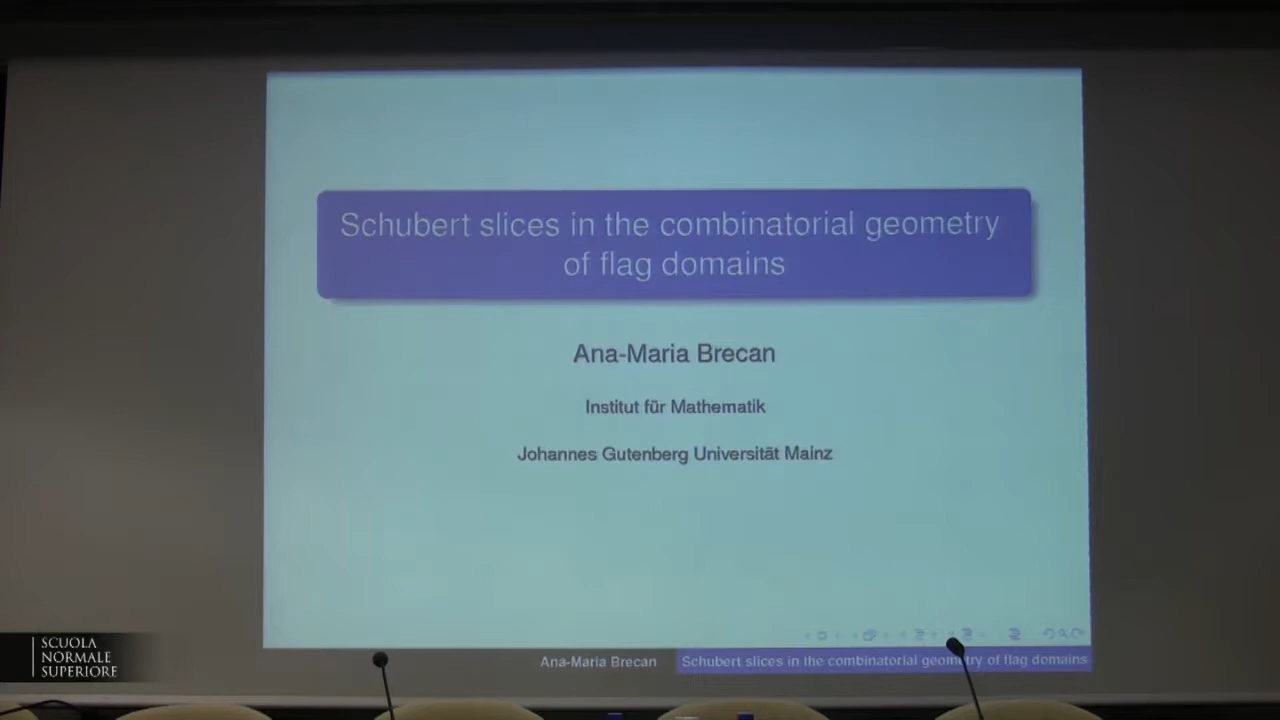 Schubert slices in the combinatorial geometry
of flag domains
Ana-Maria Brecan
Institut für Mathematik
Johannes Gutenberg Universität Mainz
Ana-Maria Brecan
Schubert slices in the combinatorial geometry of flag domains
SCUOLA
NORMALE
SUPERIORE